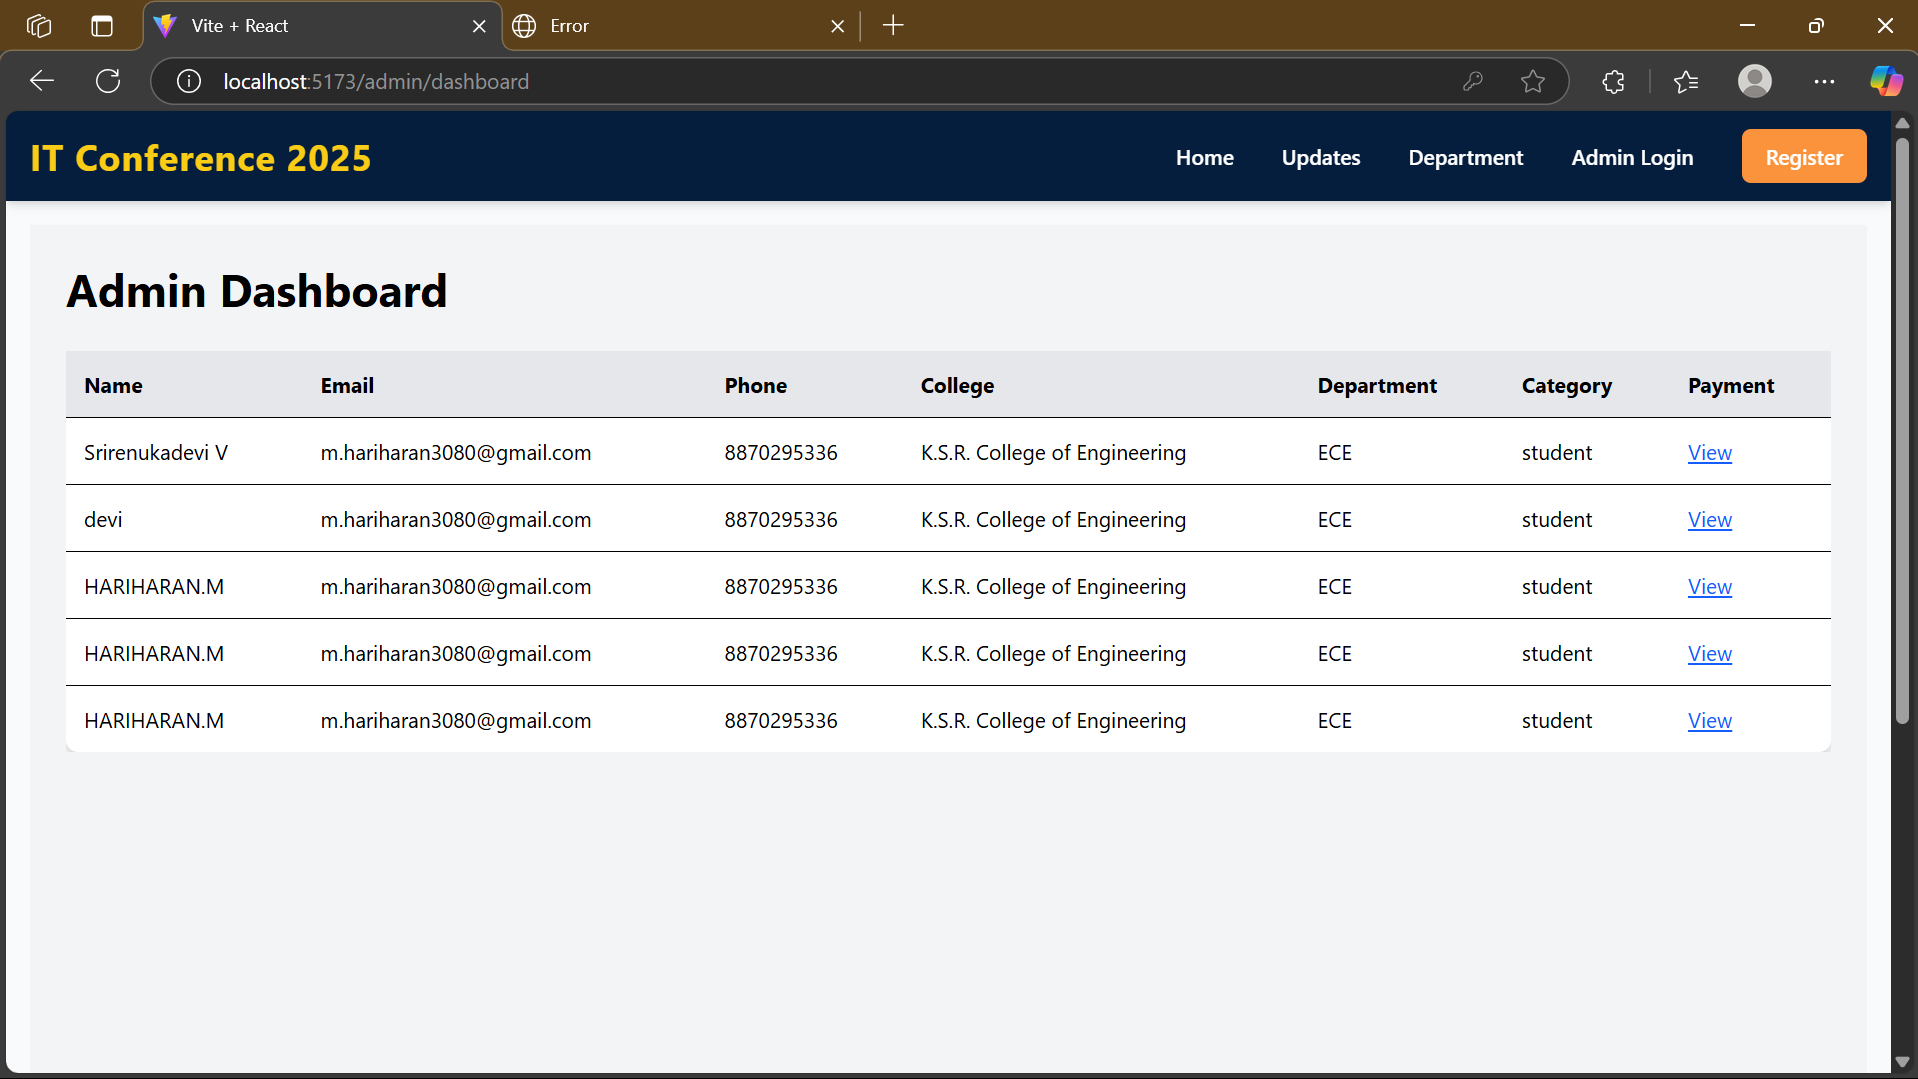 Vite + React
Error
localhost:5173/admin/dashboard
IT Conference 2025
Home Updates Department Admin Login Register
Admin Dashboard
Name Email Phone College Department Category Payment
Srirenukadevi V m.hariharan3080@gmail.com 8870295336 K.S.R. College of Engineering ECE student View
devi m.hariharan3080@gmail.com 8870295336 K.S.R. College of Engineering ECE student View
HARIHARAN.M m.hariharan3080@gmail.com 8870295336 K.S.R. College of Engineering ECE student View
HARIHARAN.M m.hariharan3080@gmail.com 8870295336 K.S.R. College of Engineering ECE student View
HARIHARAN.M m.hariharan3080@gmail.com 8870295336 K.S.R. College of Engineering ECE student View